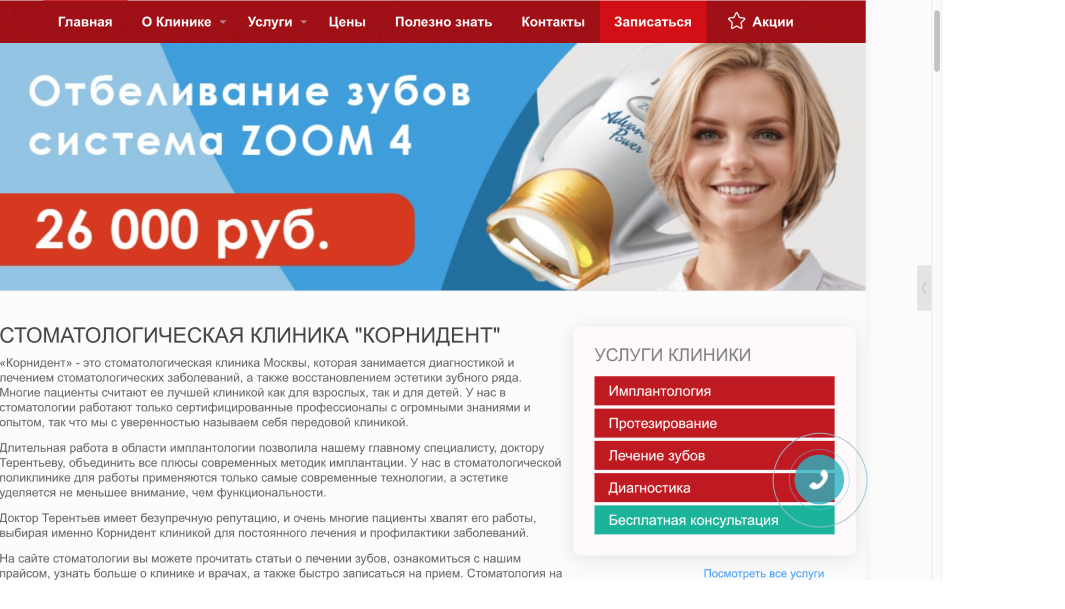 Главная О Клинике Услуги Цены Полезно знать Контакты Записаться Акции
Отбеливание зубов
система ZOOM 4
Advanced
Power
26 000 руб.
СТОМАТОЛОГИЧЕСКАЯ КЛИНИКА "КОРНИДЕНТ"
«Корнидент» - это стоматологическая клиника Москвы, которая занимается диагностикой и
лечением стоматологических заболеваний, а также восстановлением эстетики зубного ряда.
Многие пациенты считают ее лучшей клиникой как для взрослых, так и для детей. У нас в
стоматологии работают только сертифицированные профессионалы с огромными знаниями и
опытом, так что мы с уверенностью называем себя передовой клиникой.
Длительная работа в области имплантологии позволила нашему главному специалисту, доктору
Терентьеву, объединить все плюсы современных методик имплантации. У нас в стоматологической
поликлинике для работы применяются только самые современные технологии, а эстетике
уделяется не меньшее внимание, чем функциональности.
Доктор Терентьев имеет безупречную репутацию, и очень многие пациенты хвалят его работы,
выбирая именно Корнидент клиникой для постоянного лечения и профилактики заболеваний.
На сайте стоматологии вы можете прочитать статьи о лечении зубов, ознакомиться с нашим
прайсом, узнать больше о клинике и врачах, а также быстро записаться на прием. Стоматология на
УСЛУГИ КЛИНИКИ
Имплантология
Протезирование
Лечение зубов
Диагностика
Бесплатная консультация
Посмотреть все услуги